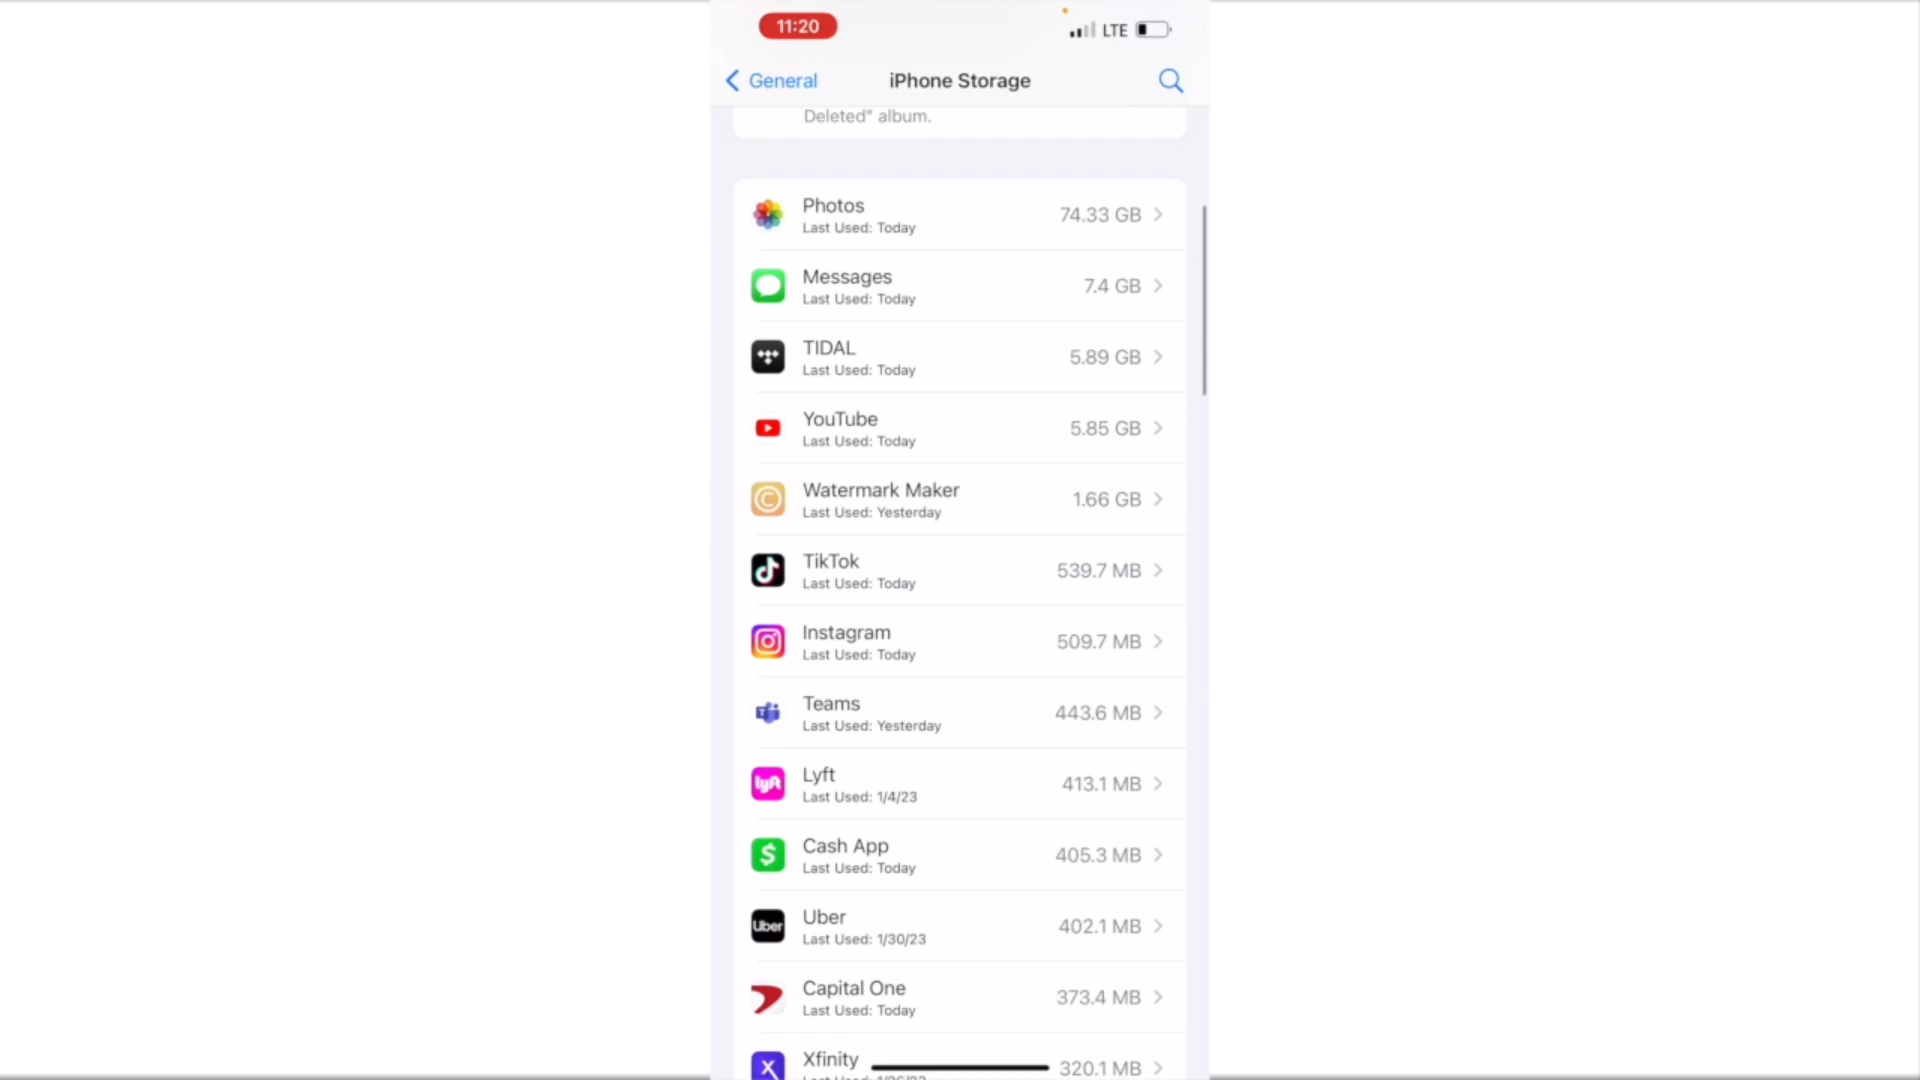 11:20
LTE
General
iPhone Storage
Deleted" album.
Photos
Last Used: Today
74.33 GB
Messages
Last Used: Today
7.4 GB
TIDAL
Last Used: Today
5.89 GB
YouTube
Last Used: Today
5.85 GB
Watermark Maker
Last Used: Yesterday
1.66 GB
TikTok
Last Used: Today
539.7 MB
Instagram
Last Used: Today
509.7 MB
Teams
Last Used: Yesterday
443.6 MB
lyft
Lyft
Last Used: 1/4/23
413.1 MB
Cash App
Last Used: Today
405.3 MB
Uber
Uber
Last Used: 1/30/23
402.1 MB
Capital One
Last Used: Today
373.4 MB
Xfinity
320.1 MB